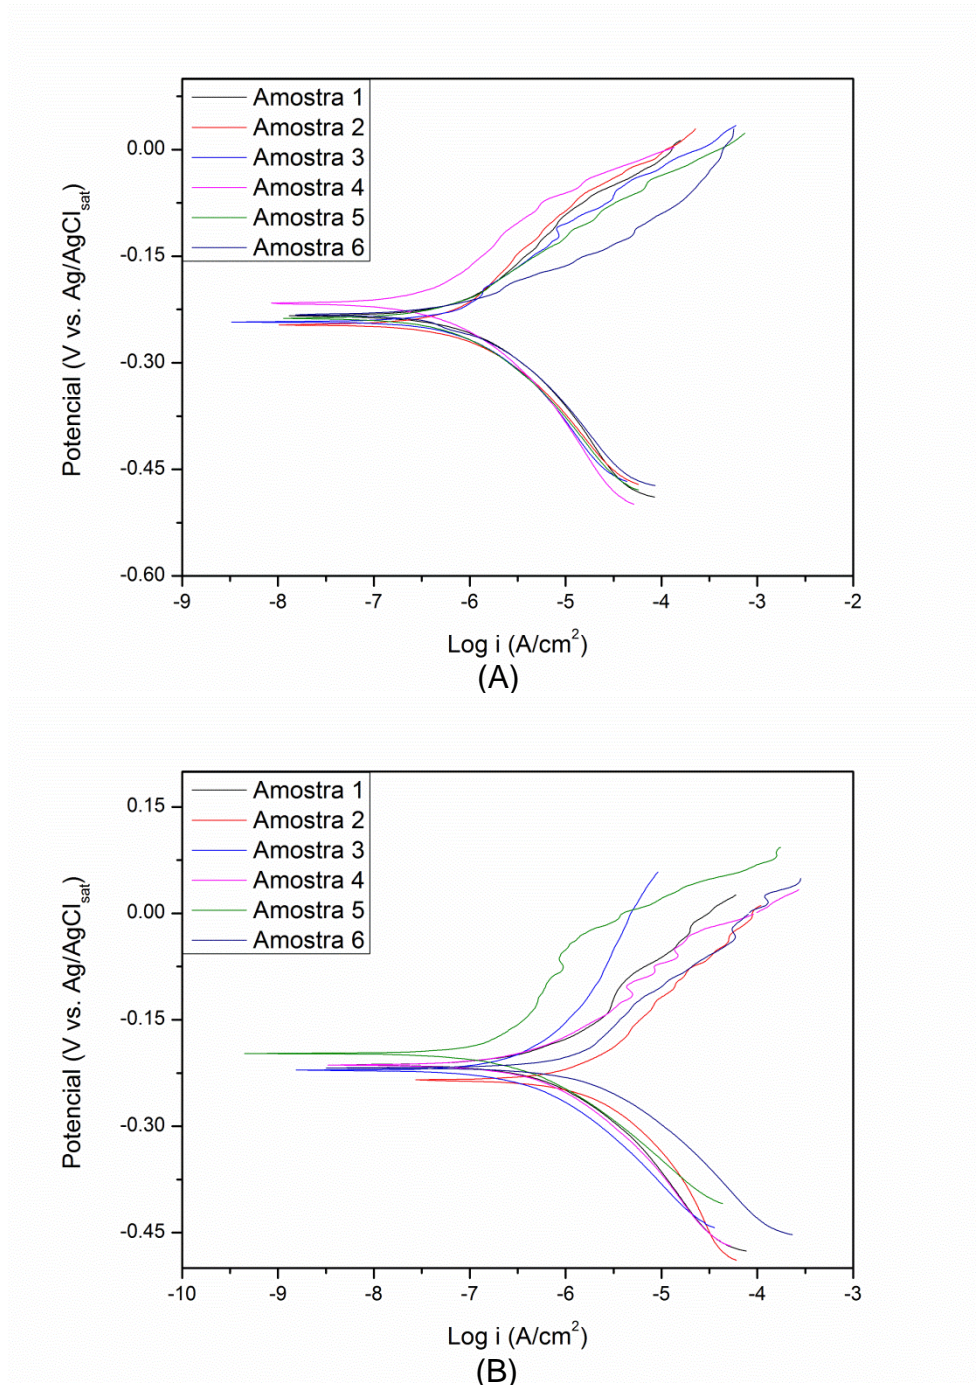 Amostra 1
Amostra 2
Amostra 3
Amostra 4
Amostra 5
Amostra 6
0.00
-0.15
-0.30
-0.45
-0.60
Potencial (V vs. Ag/AgCl_sat)
-9 -8 -7 -6 -5 -4 -3 -2
Log i (A/cm²)
(A)
Amostra 1
Amostra 2
Amostra 3
Amostra 4
Amostra 5
Amostra 6
0.15
0.00
-0.15
-0.30
-0.45
Potencial (V vs. Ag/AgCl_sat)
-10 -9 -8 -7 -6 -5 -4 -3
Log i (A/cm²)
(B)